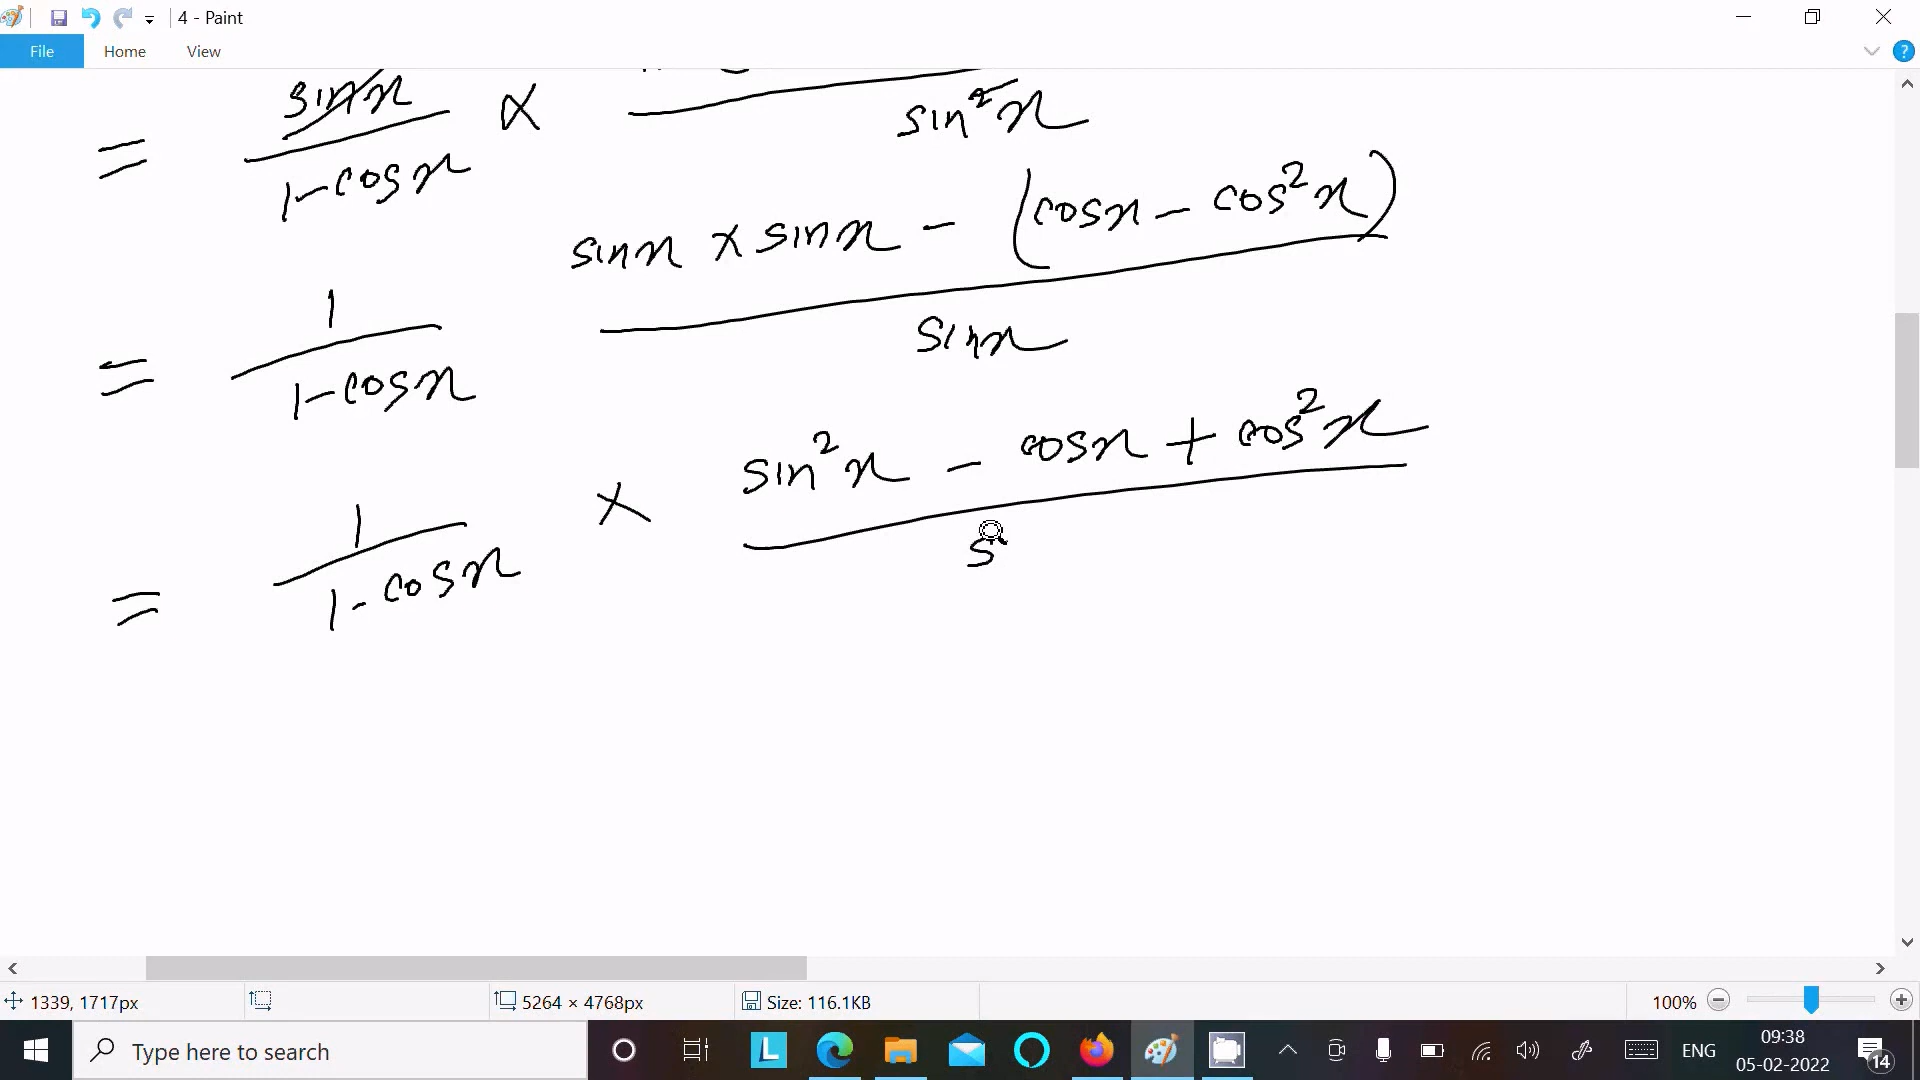 4 - Paint
File Home View
= sinx / 1-cosx × / sin²x
= 1 / 1-cosx sinx × sinx - (cosx - cos²x) / sinx
= 1 / 1-cosx × sin²x - cosx + cos²x / s
1339, 1717px 5264 × 4768px Size: 116.1KB 100%
Type here to search L ENG 09:38
05-02-2022 14